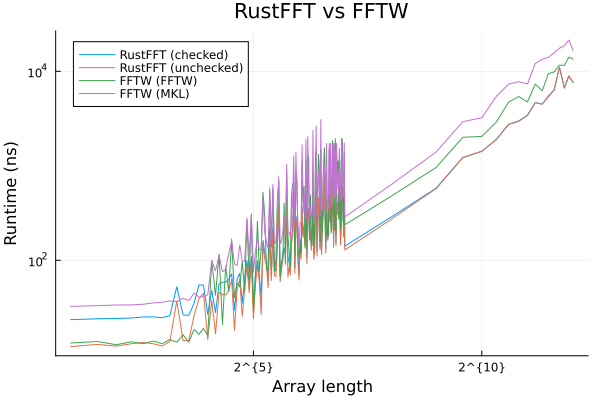 RustFFT vs FFTW
RustFFT (checked)
RustFFT (unchecked)
FFTW (FFTW)
FFTW (MKL)
Runtime (ns)
10^4
10^2
2^{5}
2^{10}
Array length